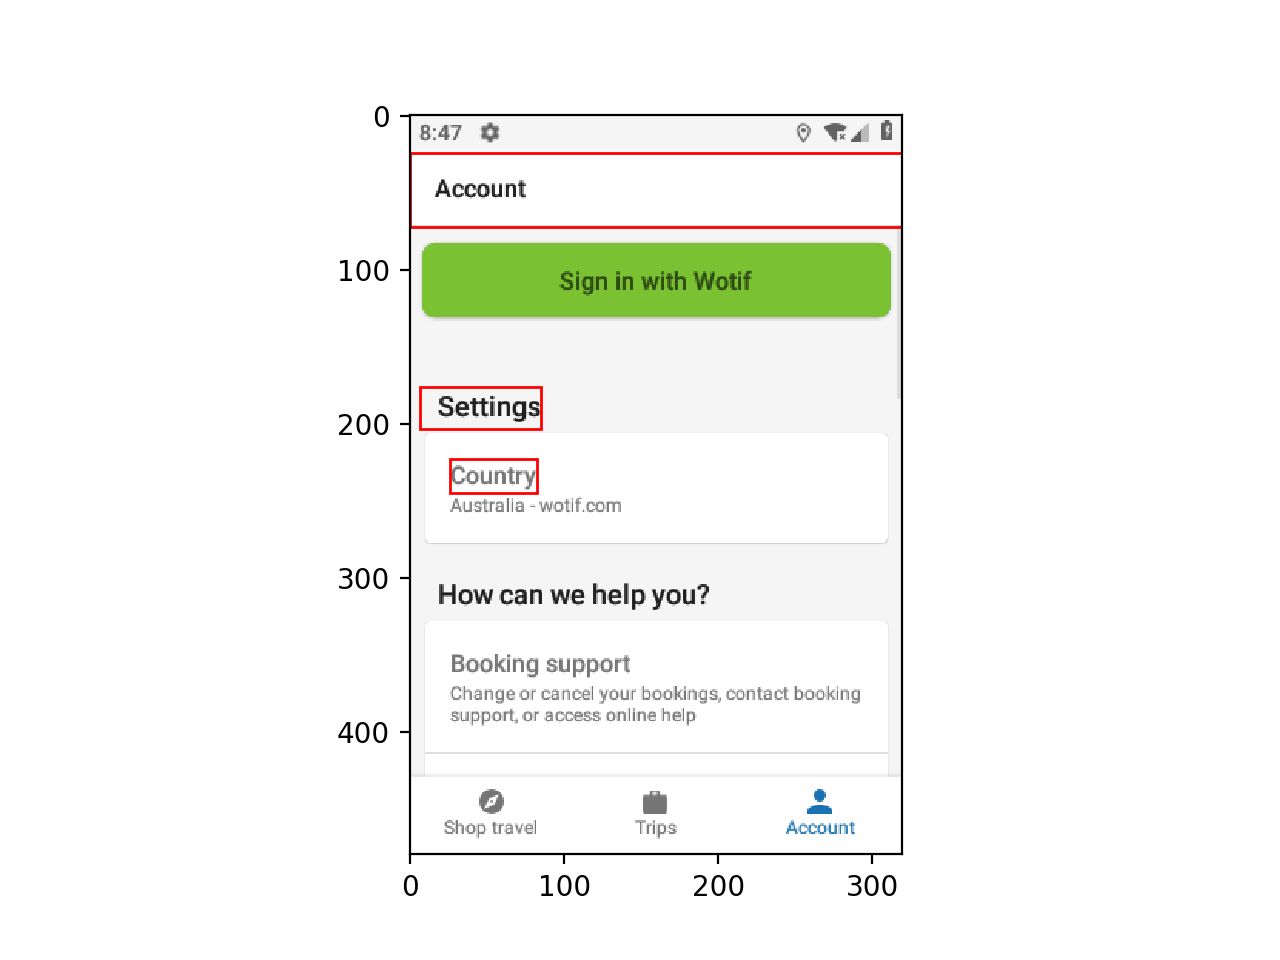 0
100
200
300
400
8:47
Account
Sign in with Wotif
Settings
Country
Australia - wotif.com
How can we help you?
Booking support
Change or cancel your bookings, contact booking
support, or access online help
Shop travel
Trips
Account
0
100
200
300